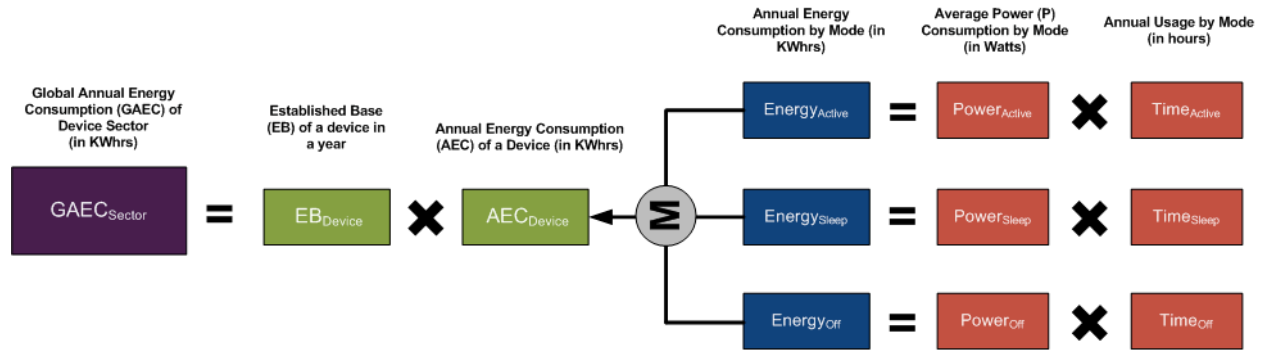 Annual Energy
Consumption by Mode (in
KWhrs)
Average Power (P)
Consumption by Mode
(in Watts)
Annual Usage by Mode
(in hours)
Global Annual Energy
Consumption (GAEC) of
Device Sector
(in KWhrs)
Established Base
(EB) of a device in
a year
Annual Energy Consumption
(AEC) of a Device (in KWhrs)
EnergyActive
=
PowerActive
×
TimeActive
GAECSector
=
EBDevice
×
AECDevice
M
EnergySleep
=
PowerSleep
×
TimeSleep
EnergyOff
=
PowerOff
×
TimeOff